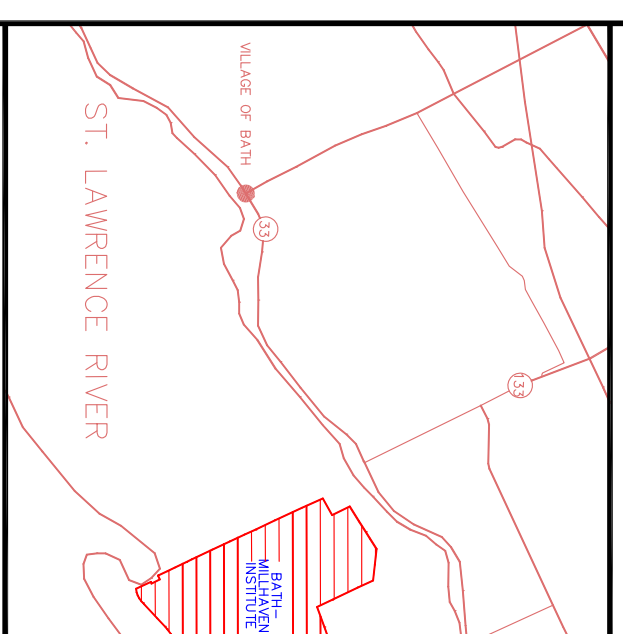 VILLAGE OF BATH
ST. LAWRENCE RIVER
33
133
BATH-
MILLHAVEN
INSTITUTE